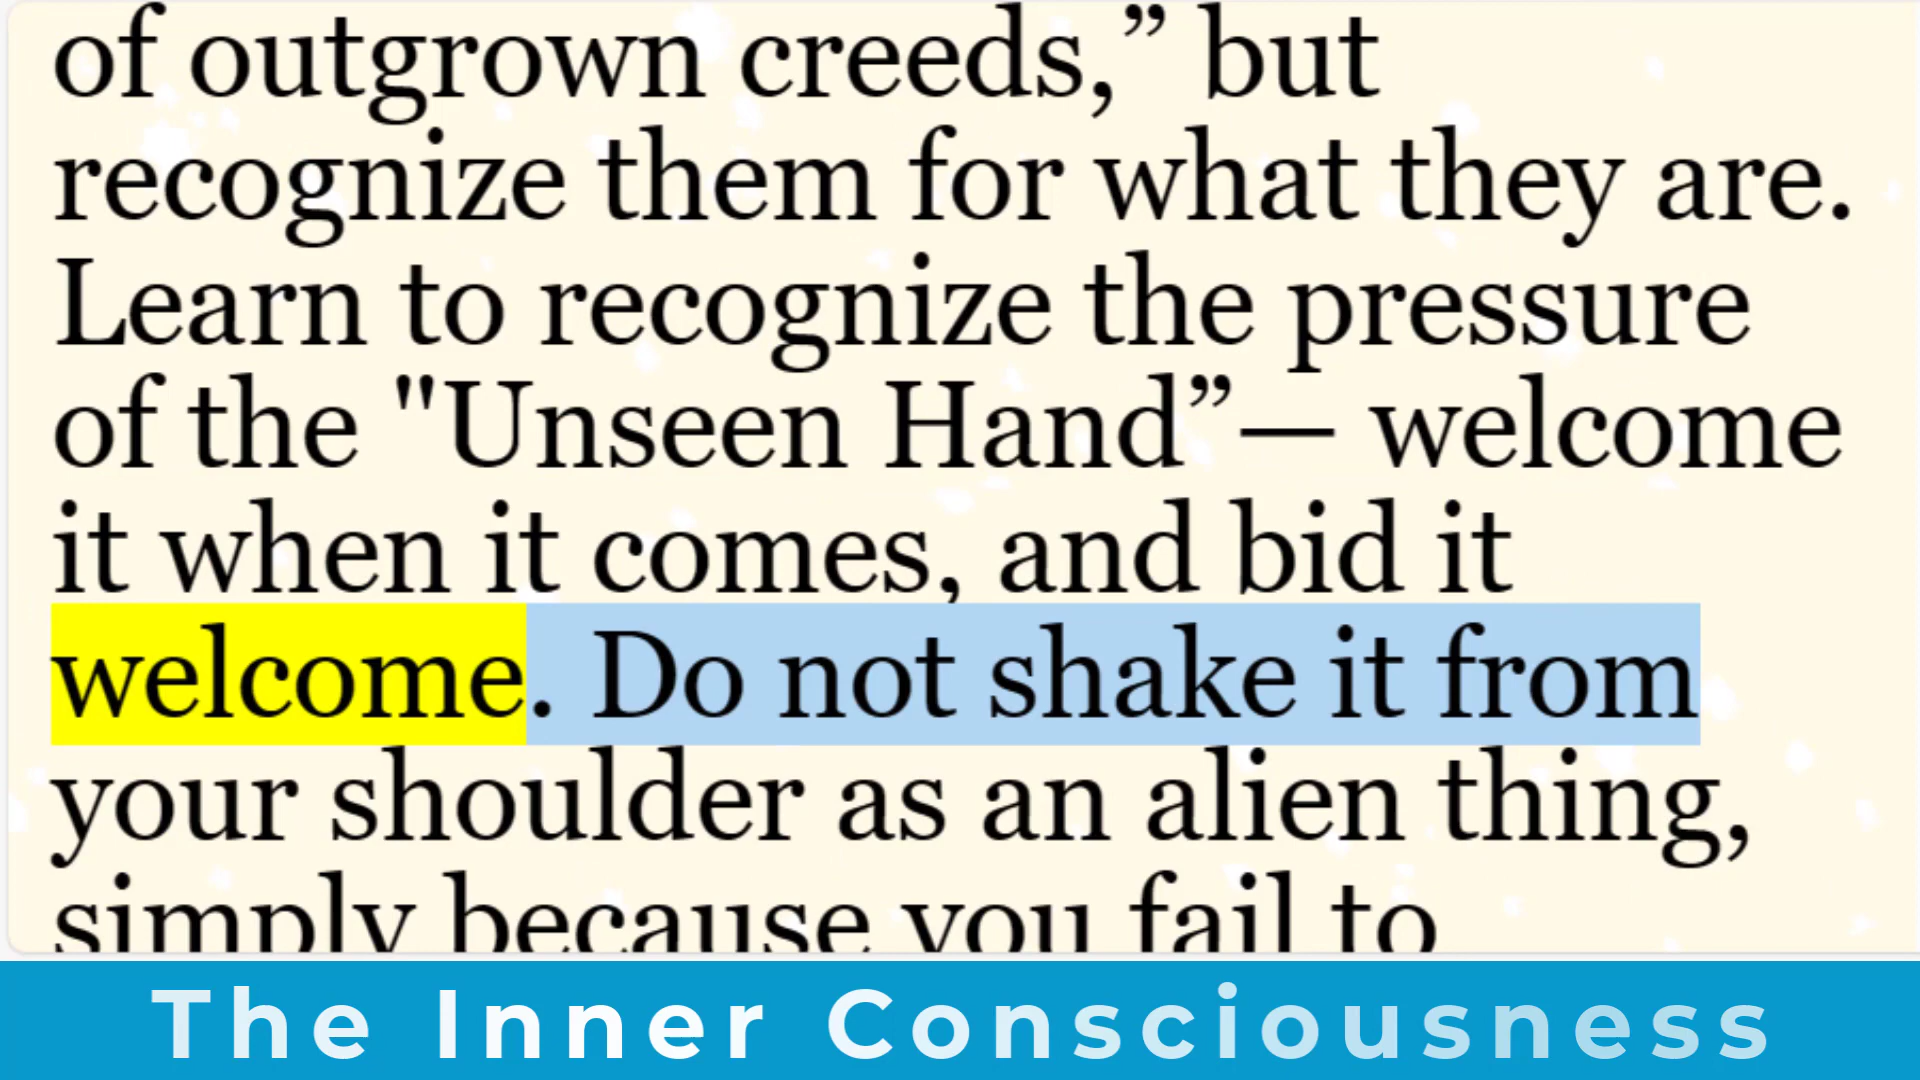 of outgrown creeds,” but
recognize them for what they are.
Learn to recognize the pressure
of the "Unseen Hand”— welcome
it when it comes, and bid it
welcome. Do not shake it from
your shoulder as an alien thing,
simply because you fail to
The Inner Consciousness